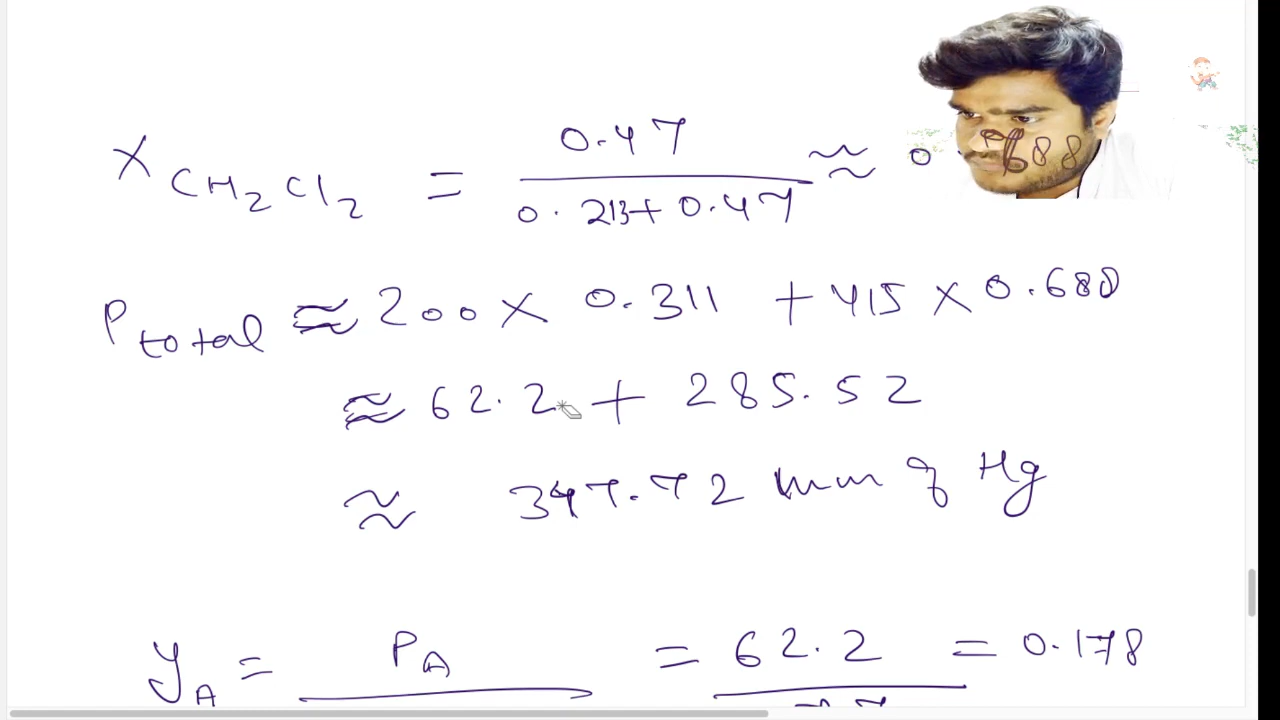 X CH2Cl2 = 0.47 / 0.213 + 0.47 ≈ 0.688
P total ≈ 200 × 0.311 + 415 × 0.688
≈ 62.2 + 285.52
≈ 347.72 mm of Hg
yA = PA = 62.2 = 0.178